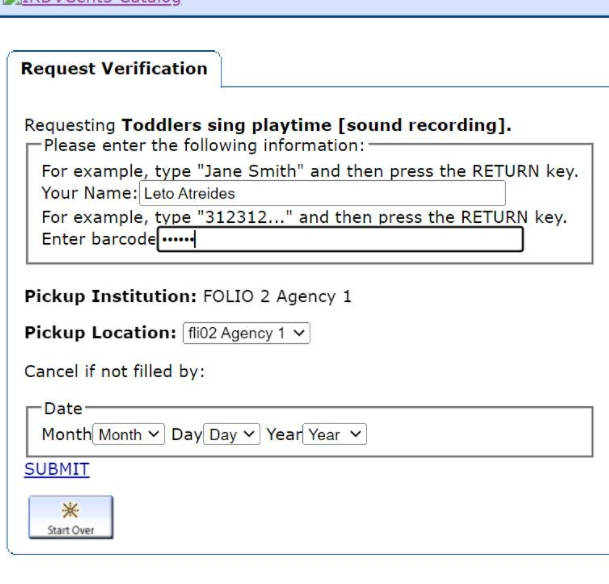 Request Verification
Requesting Toddlers sing playtime [sound recording].
Please enter the following information:
For example, type "Jane Smith" and then press the RETURN key.
Your Name: Leto Atreides
For example, type "312312..." and then press the RETURN key.
Enter barcode ••••••
Pickup Institution: FOLIO 2 Agency 1
Pickup Location: fli02 Agency 1
Cancel if not filled by:
Date
Month Month Day Day Year Year
SUBMIT
Start Over